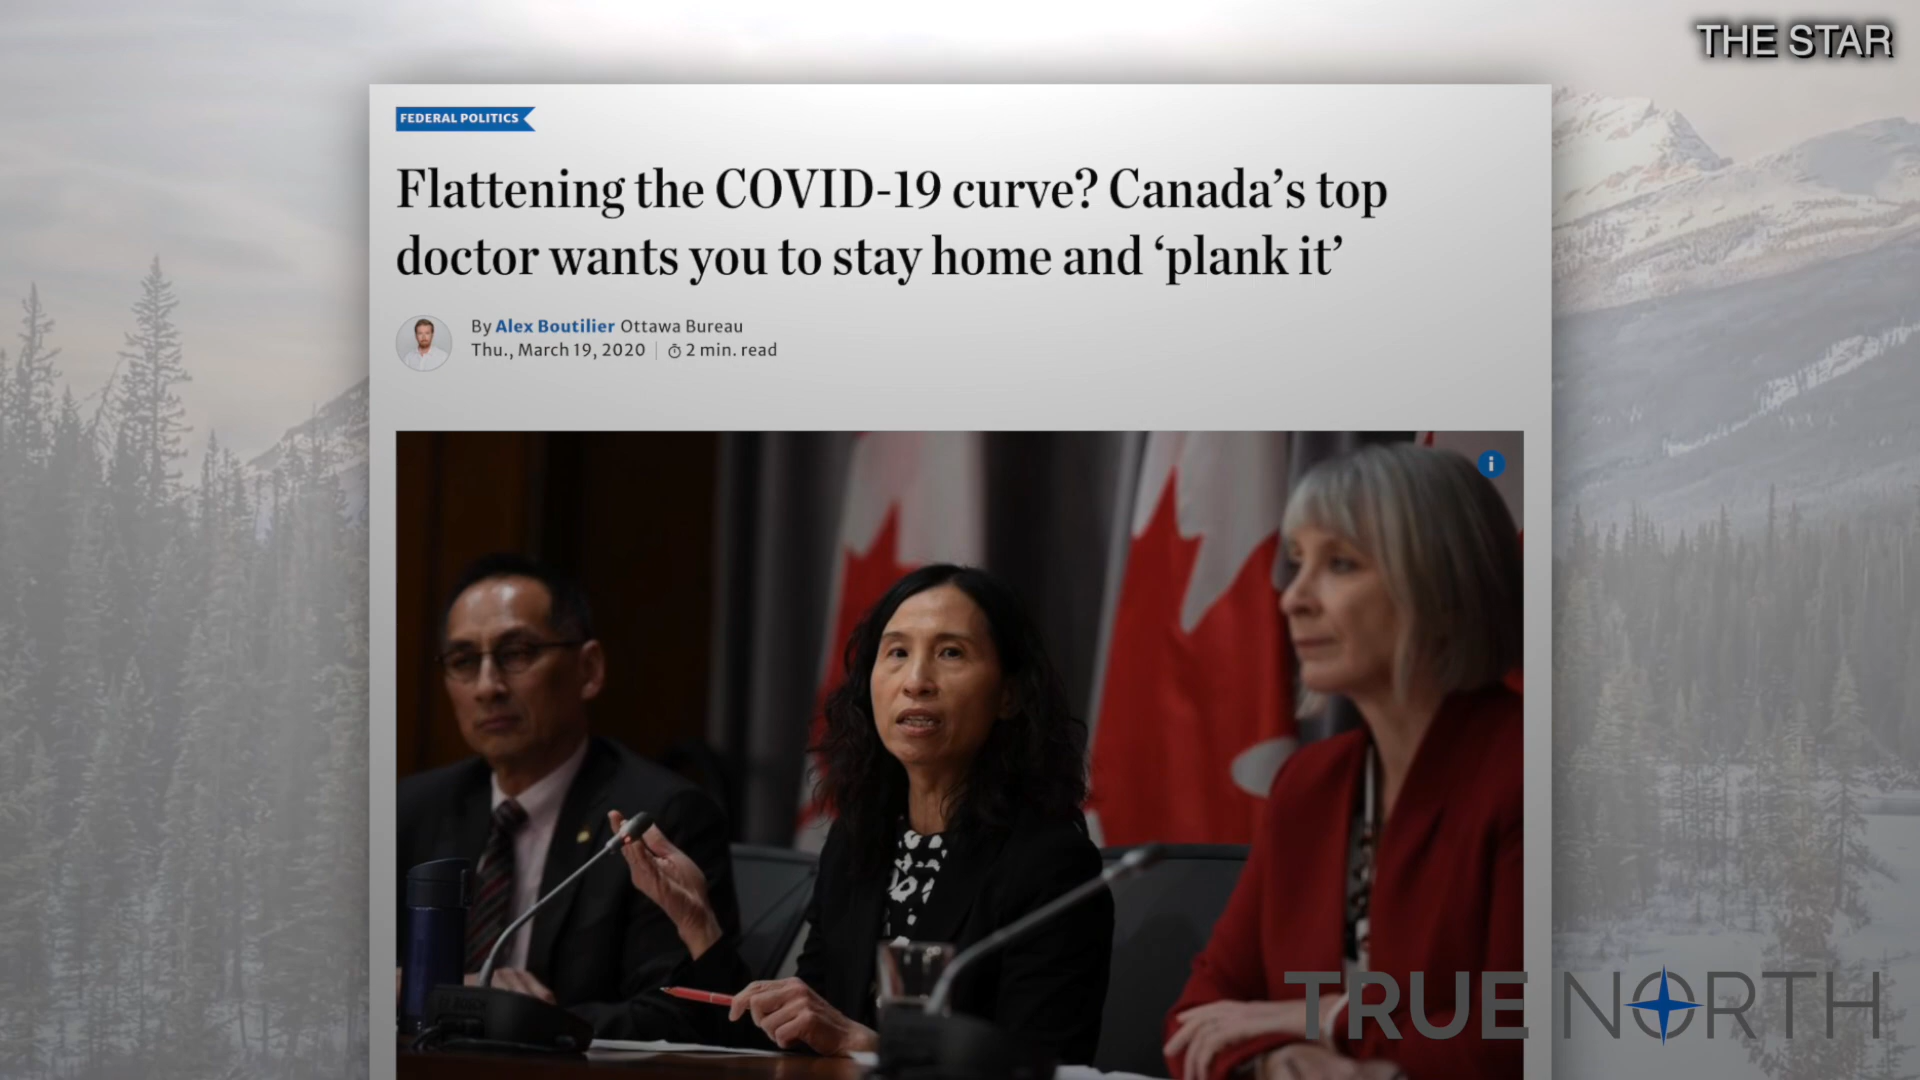 THE STAR
FEDERAL POLITICS
Flattening the COVID-19 curve? Canada’s top
doctor wants you to stay home and ‘plank it’
By Alex Boutilier Ottawa Bureau
Thu., March 19, 2020 | 2 min. read
i
TRUE NORTH